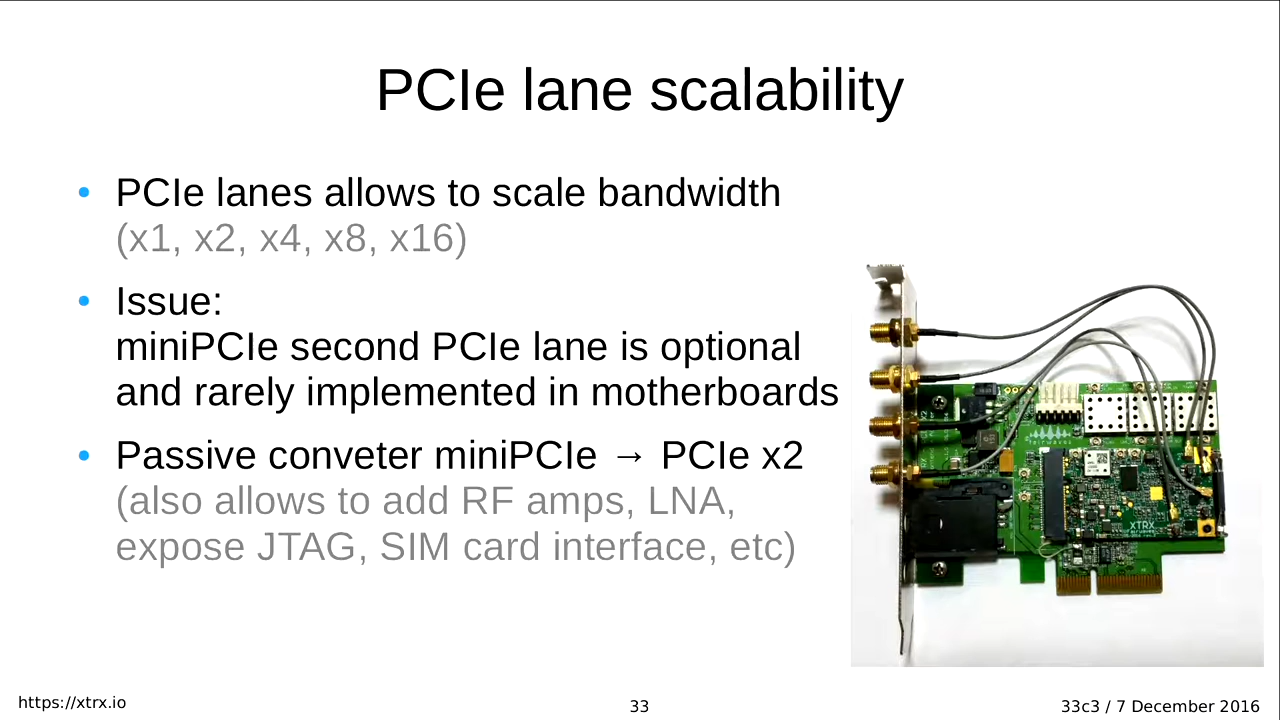 PCIe lane scalability
• PCIe lanes allows to scale bandwidth
(x1, x2, x4, x8, x16)
• Issue:
miniPCIe second PCIe lane is optional
and rarely implemented in motherboards
• Passive conveter miniPCIe → PCIe x2
(also allows to add RF amps, LNA,
expose JTAG, SIM card interface, etc)
fairwaves
XTRX
https://xtrx.io
33
33c3 / 7 December 2016